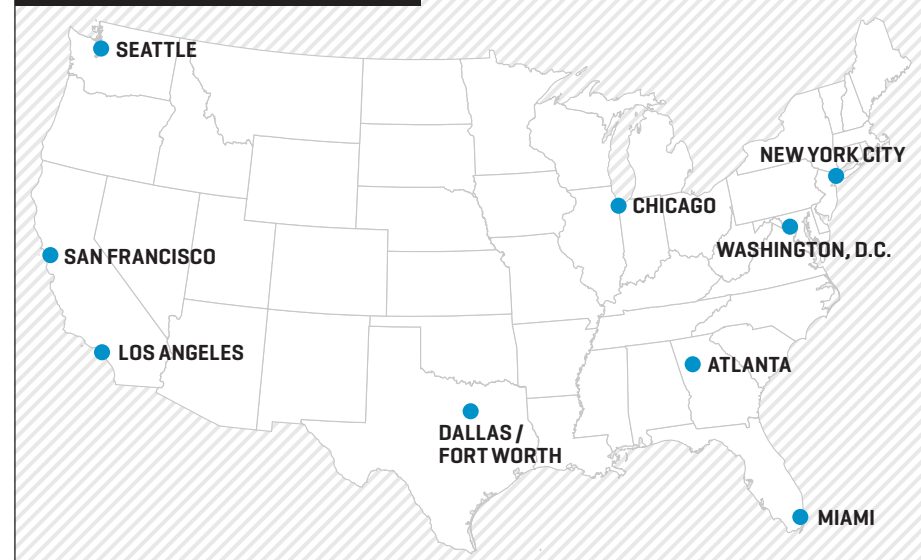 SEATTLE
NEW YORK CITY
CHICAGO
WASHINGTON, D.C.
SAN FRANCISCO
LOS ANGELES
ATLANTA
DALLAS /
FORT WORTH
MIAMI